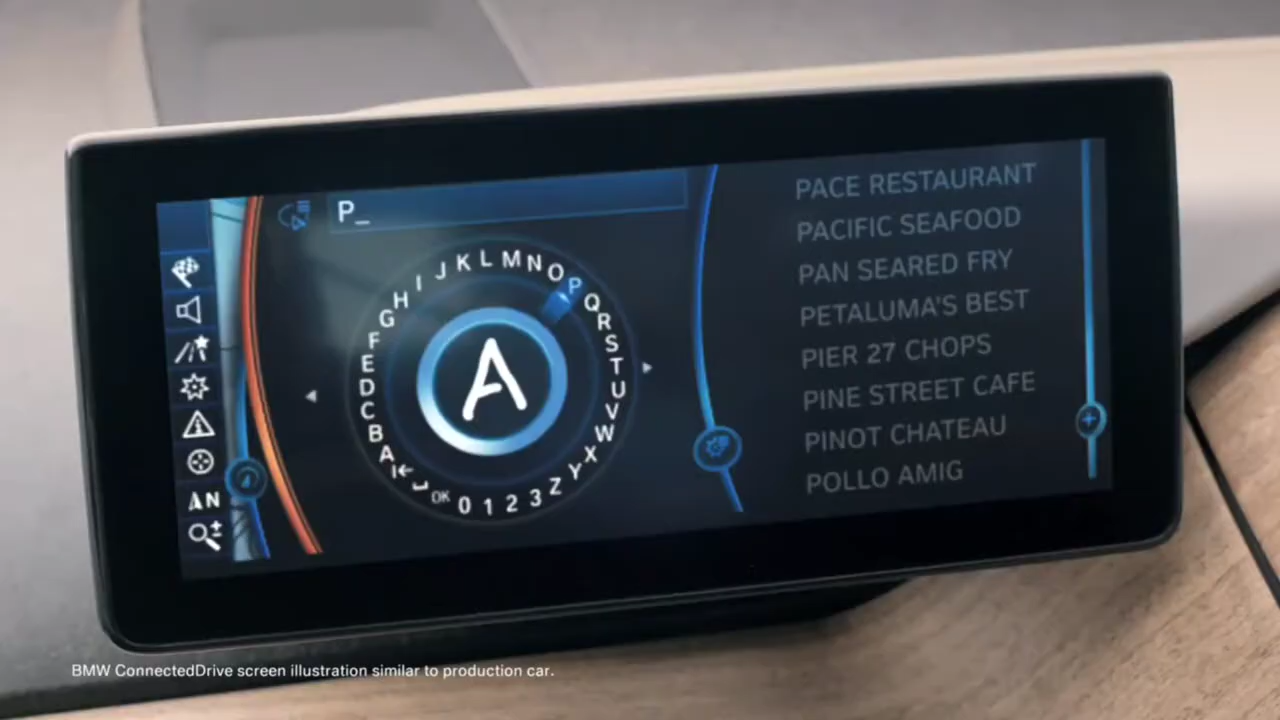 P_
A
A B C D E F G H I J K L M N O P Q R S T U V W X Y Z 3 2 1 0 OK
AN
PACE RESTAURANT
PACIFIC SEAFOOD
PAN SEARED FRY
PETALUMA'S BEST
PIER 27 CHOPS
PINE STREET CAFE
PINOT CHATEAU
POLLO AMIG
BMW ConnectedDrive screen illustration similar to production car.